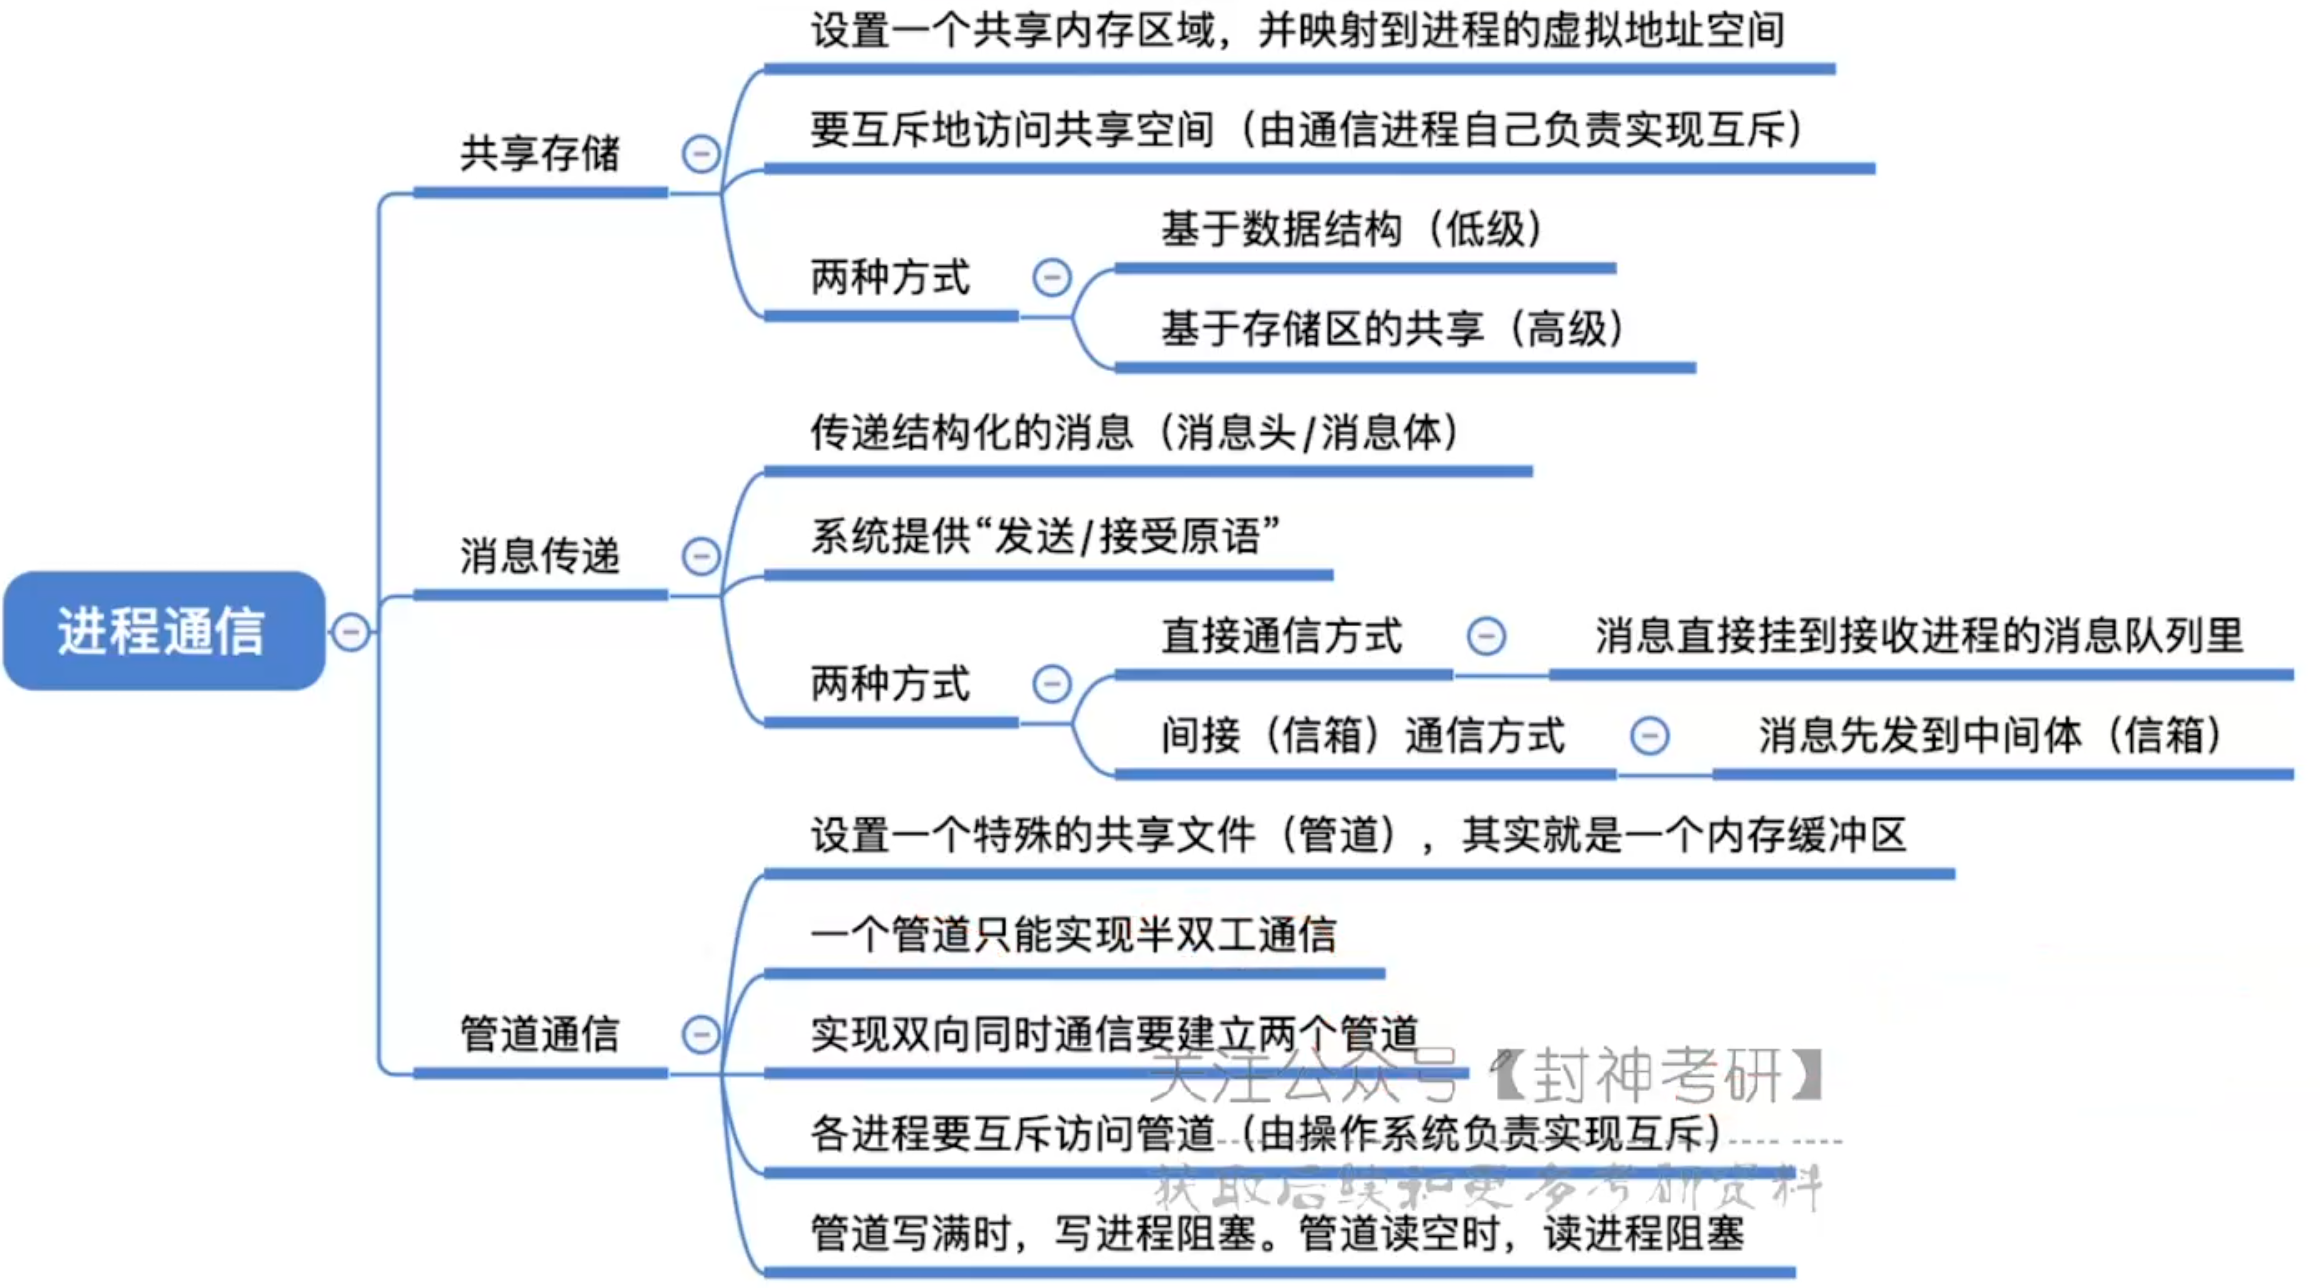 进程通信
共享存储
设置一个共享内存区域，并映射到进程的虚拟地址空间
要互斥地访问共享空间（由通信进程自己负责实现互斥）
两种方式
基于数据结构（低级）
基于存储区的共享（高级）
消息传递
传递结构化的消息（消息头/消息体）
系统提供“发送/接受原语”
两种方式
直接通信方式
消息直接挂到接收进程的消息队列里
间接（信箱）通信方式
消息先发到中间体（信箱）
管道通信
设置一个特殊的共享文件（管道），其实就是一个内存缓冲区
一个管道只能实现半双工通信
实现双向同时通信要建立两个管道
关注公众号【封神考研】
各进程要互斥访问管道（由操作系统负责实现互斥）
获取后续和更多考研资料
管道写满时，写进程阻塞。管道读空时，读进程阻塞